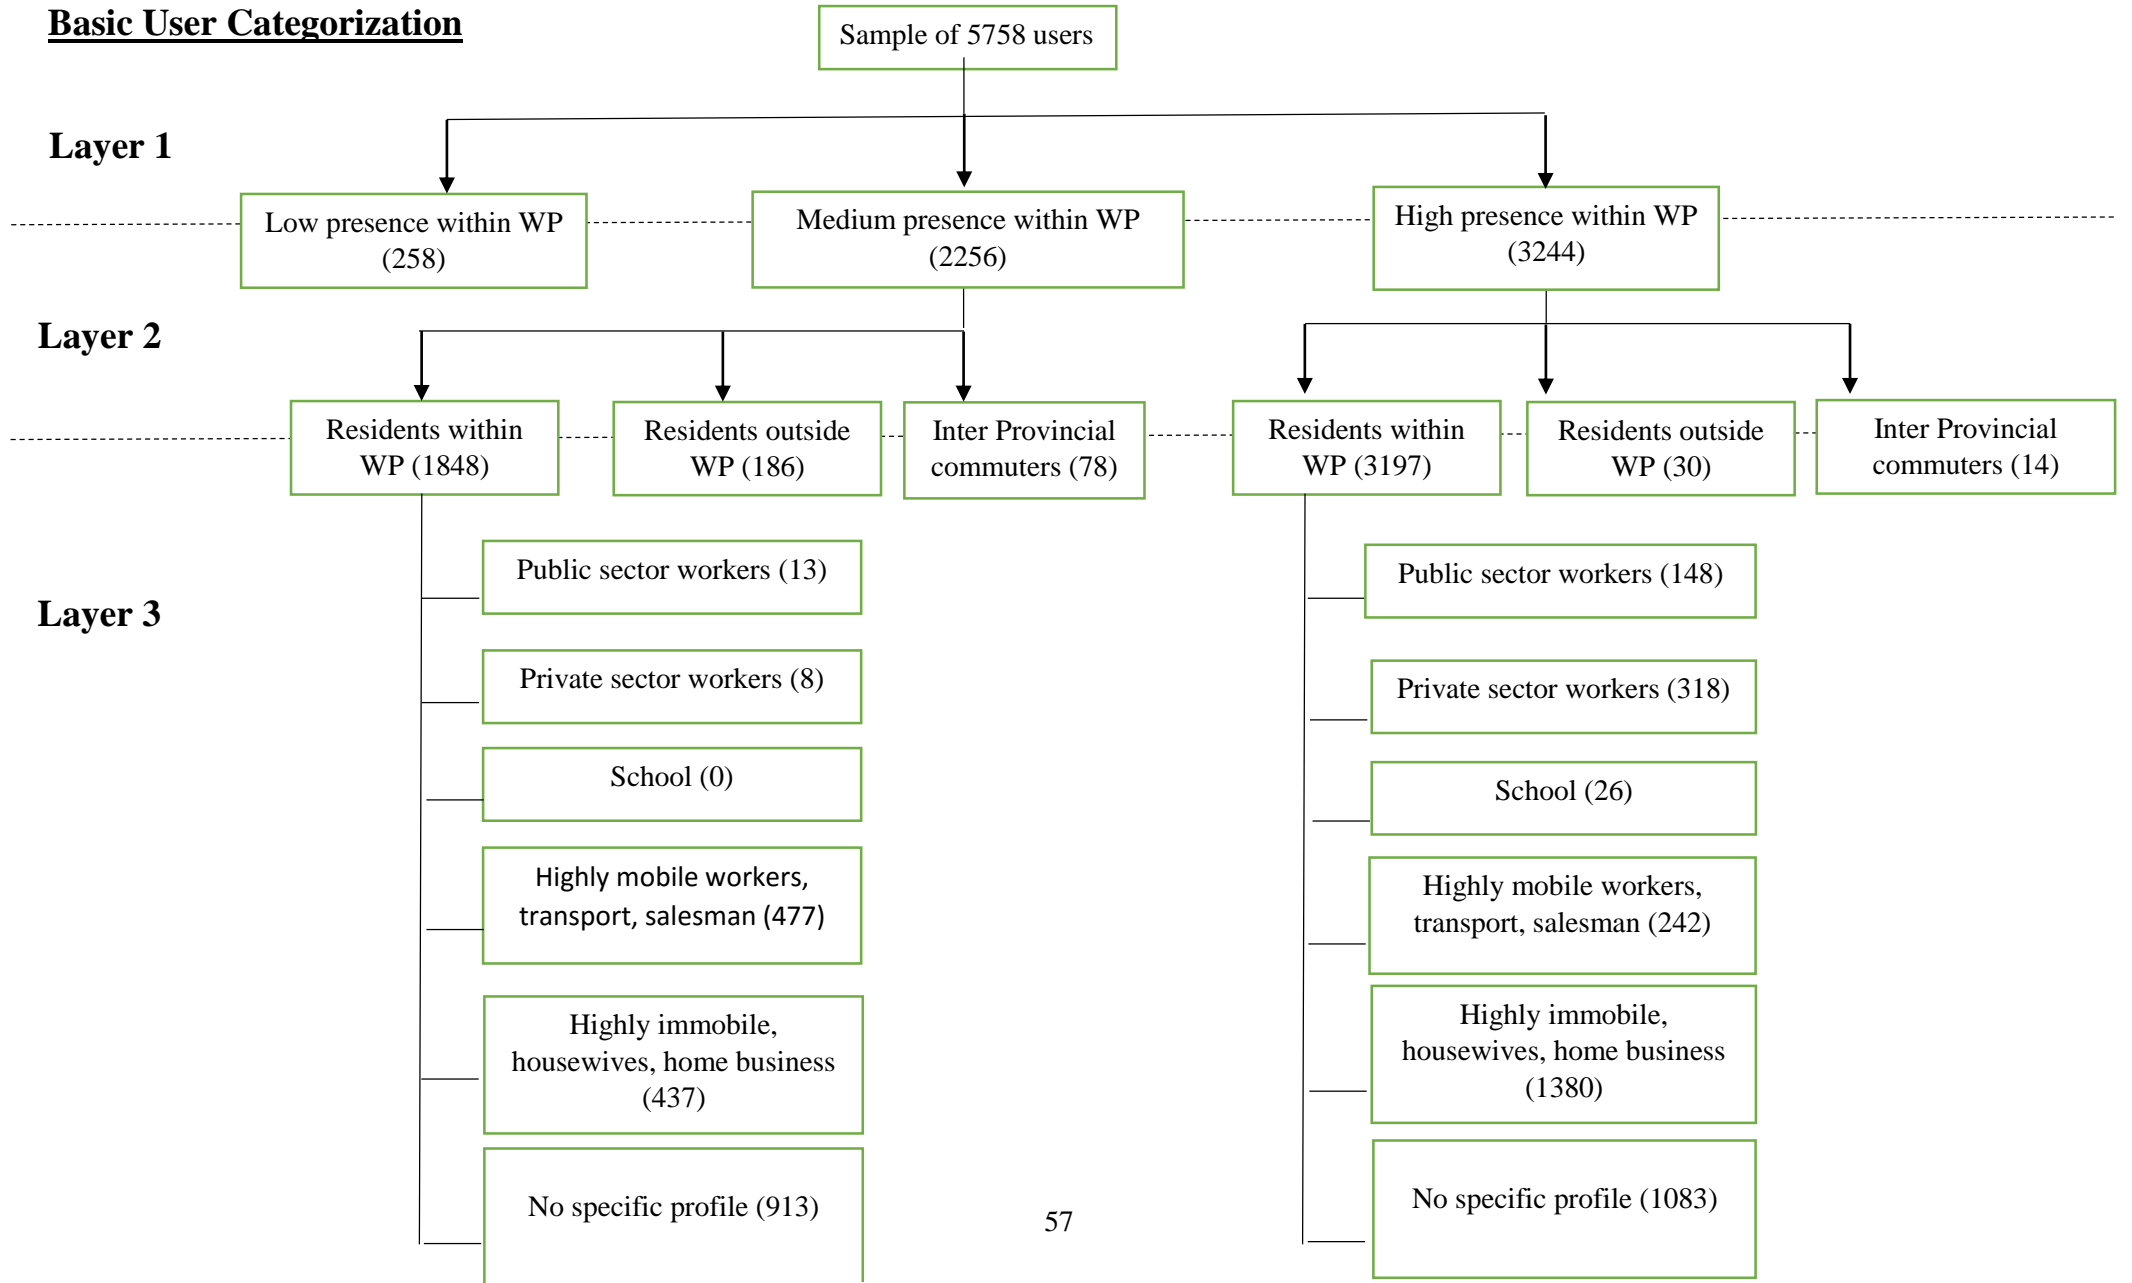 Basic User Categorization
Sample of 5758 users
Layer 1
Low presence within WP
(258)
Medium presence within WP
(2256)
High presence within WP
(3244)
Layer 2
Residents within
WP (1848)
Residents outside
WP (186)
Inter Provincial
commuters (78)
Residents within
WP (3197)
Residents outside
WP (30)
Inter Provincial
commuters (14)
Layer 3
Public sector workers (13)
Private sector workers (8)
School (0)
Highly mobile workers,
transport, salesman (477)
Highly immobile,
housewives, home business
(437)
No specific profile (913)
Public sector workers (148)
Private sector workers (318)
School (26)
Highly mobile workers,
transport, salesman (242)
Highly immobile,
housewives, home business
(1380)
No specific profile (1083)
57